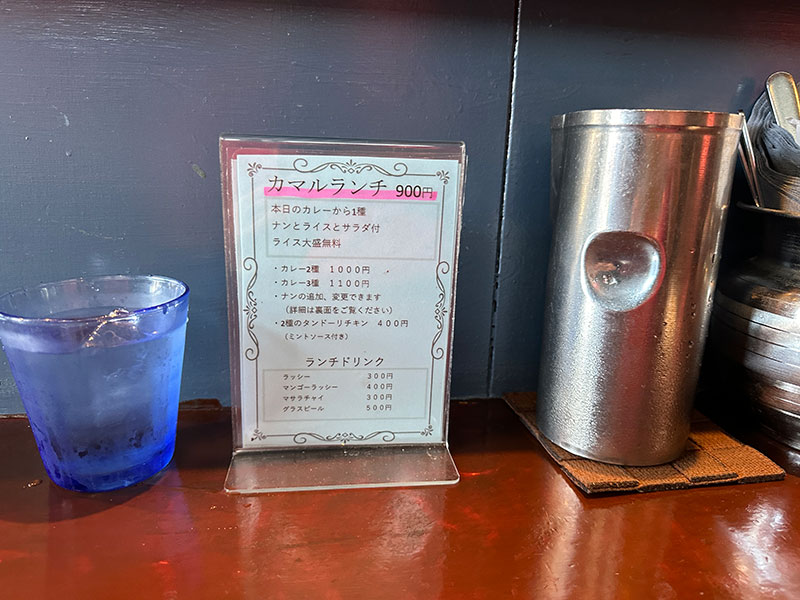 カマルランチ 900円
本日のカレーから1種
ナンとライスとサラダ付
ライス大盛無料
・カレー2種 1000円
・カレー3種 1100円
・ナンの追加、変更できます
(詳細は裏面をご覧ください)
・2種のタンドーリチキン 400円
(ミントソース付き)
ランチドリンク
ラッシー 300円
マンゴーラッシー 400円
マサラチャイ 300円
グラスビール 500円